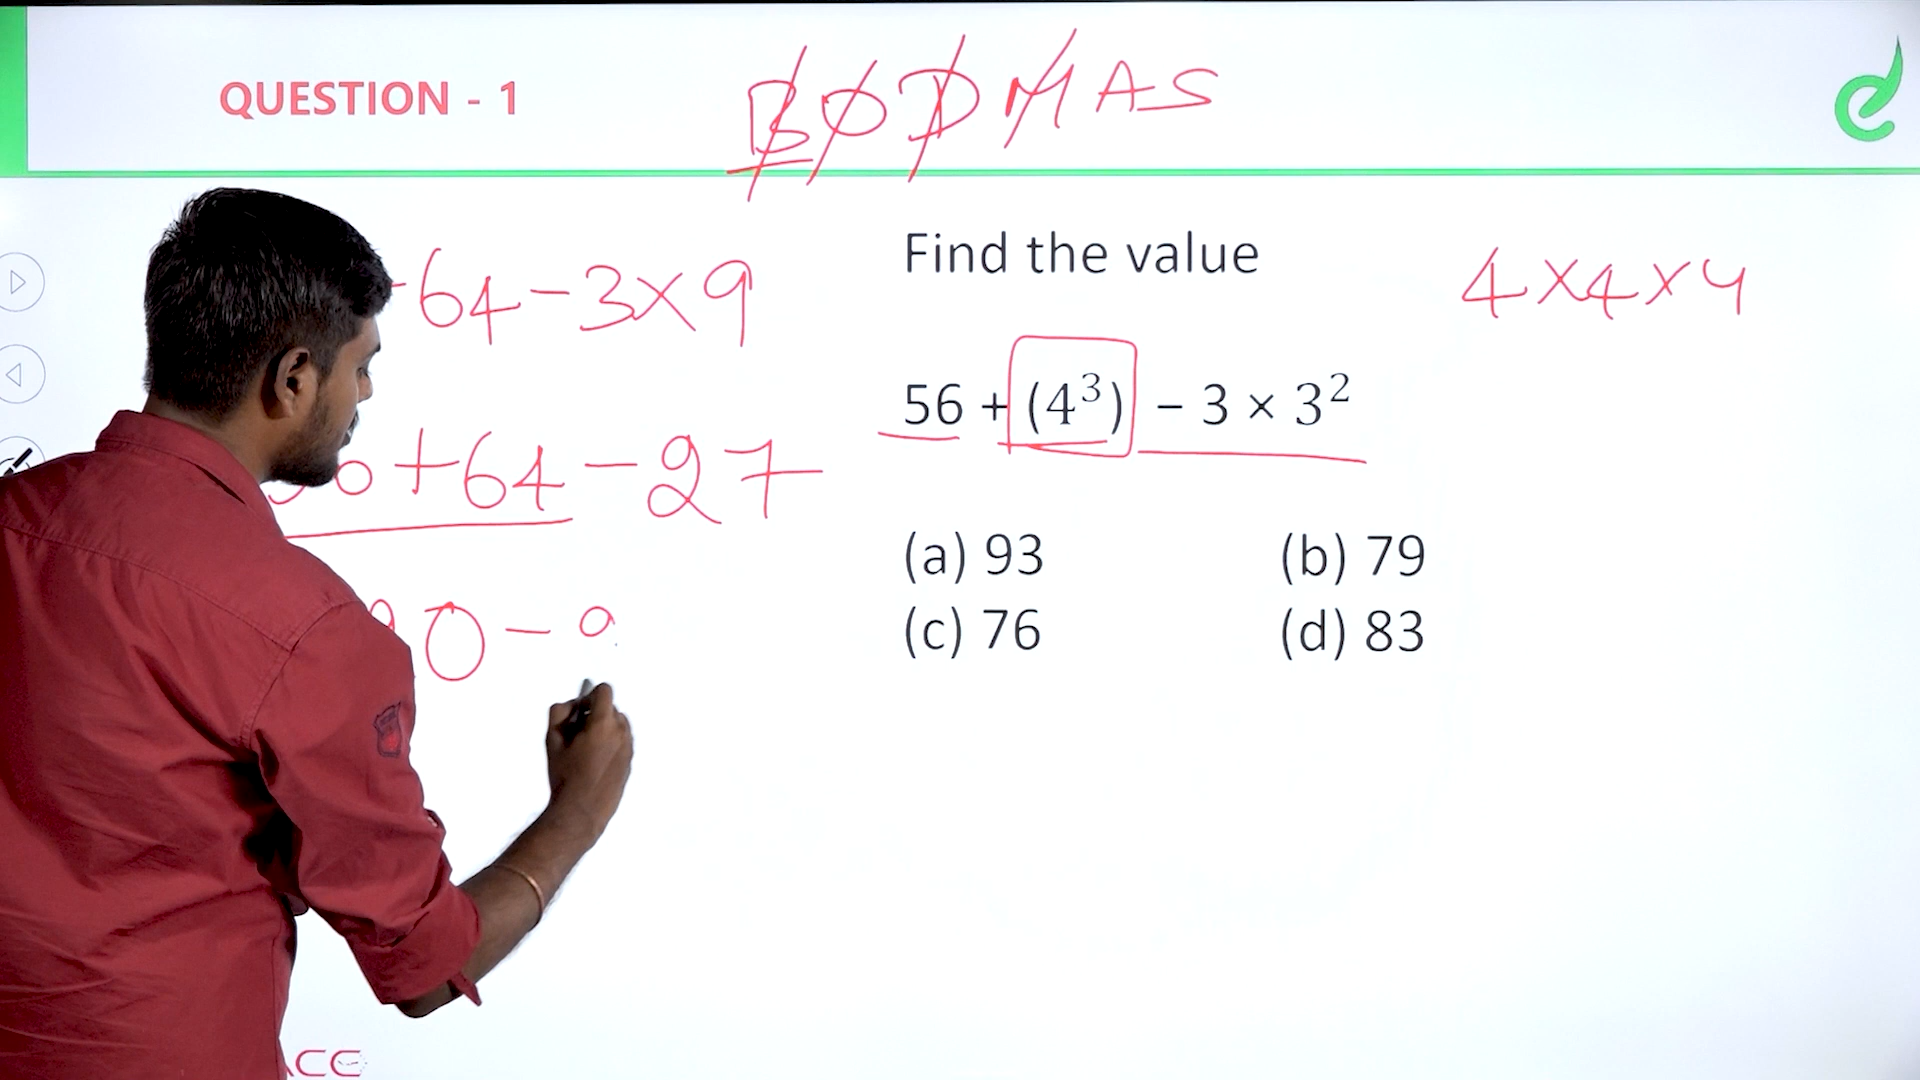 QUESTION - 1
BODMAS
Find the value
56 + (4³) – 3 × 3²
(a) 93
(b) 79
(c) 76
(d) 83
4×4×4
64-3×9
+64-27
0-